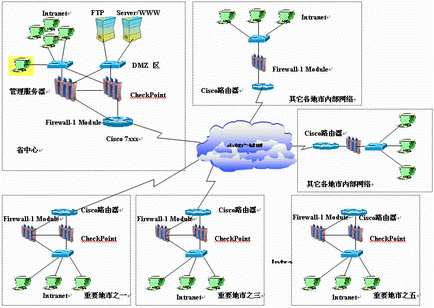 Intranet
FTP
Server/WWW
DMZ 区
管理服务器
CheckPoint
Firewall-1 Module
Cisco 7xxx
省中心
Intranet
Firewall-1 Module
Cisco路由器
其它各地市内部网络
Cisco路由器
其它各地市内部网络
Cisco路由器
Firewall-1 Module
CheckPoint
Intranet
重要地市之一
Cisco路由器
Firewall-1 Module
CheckPoint
Intranet
重要地市之三
Cisco路由器
Firewall-1 Module
CheckPoint
Intranet
重要地市之五